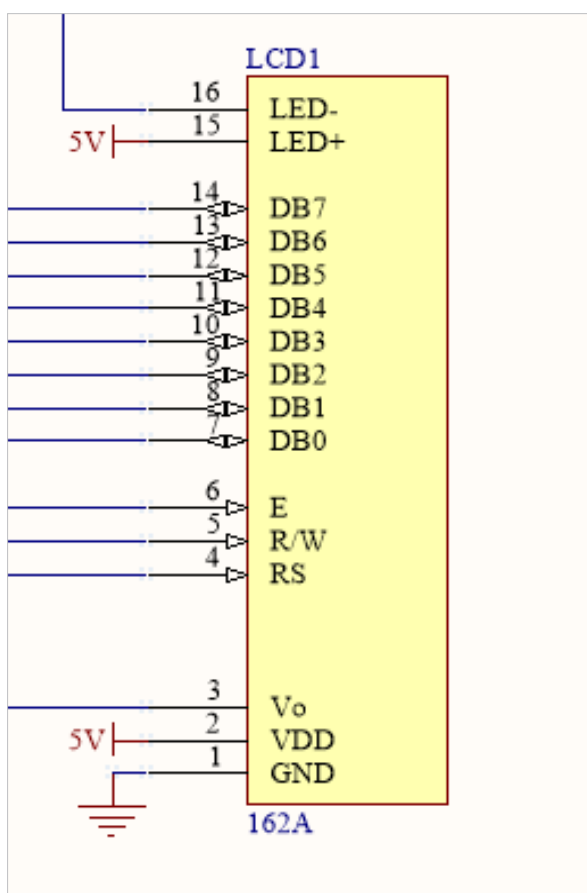 LCD1
16 LED-
5V 15 LED+
14 DB7
13 DB6
12 DB5
11 DB4
10 DB3
9 DB2
8 DB1
7 DB0
6 E
5 R/W
4 RS
3 Vo
5V 2 VDD
1 GND
162A